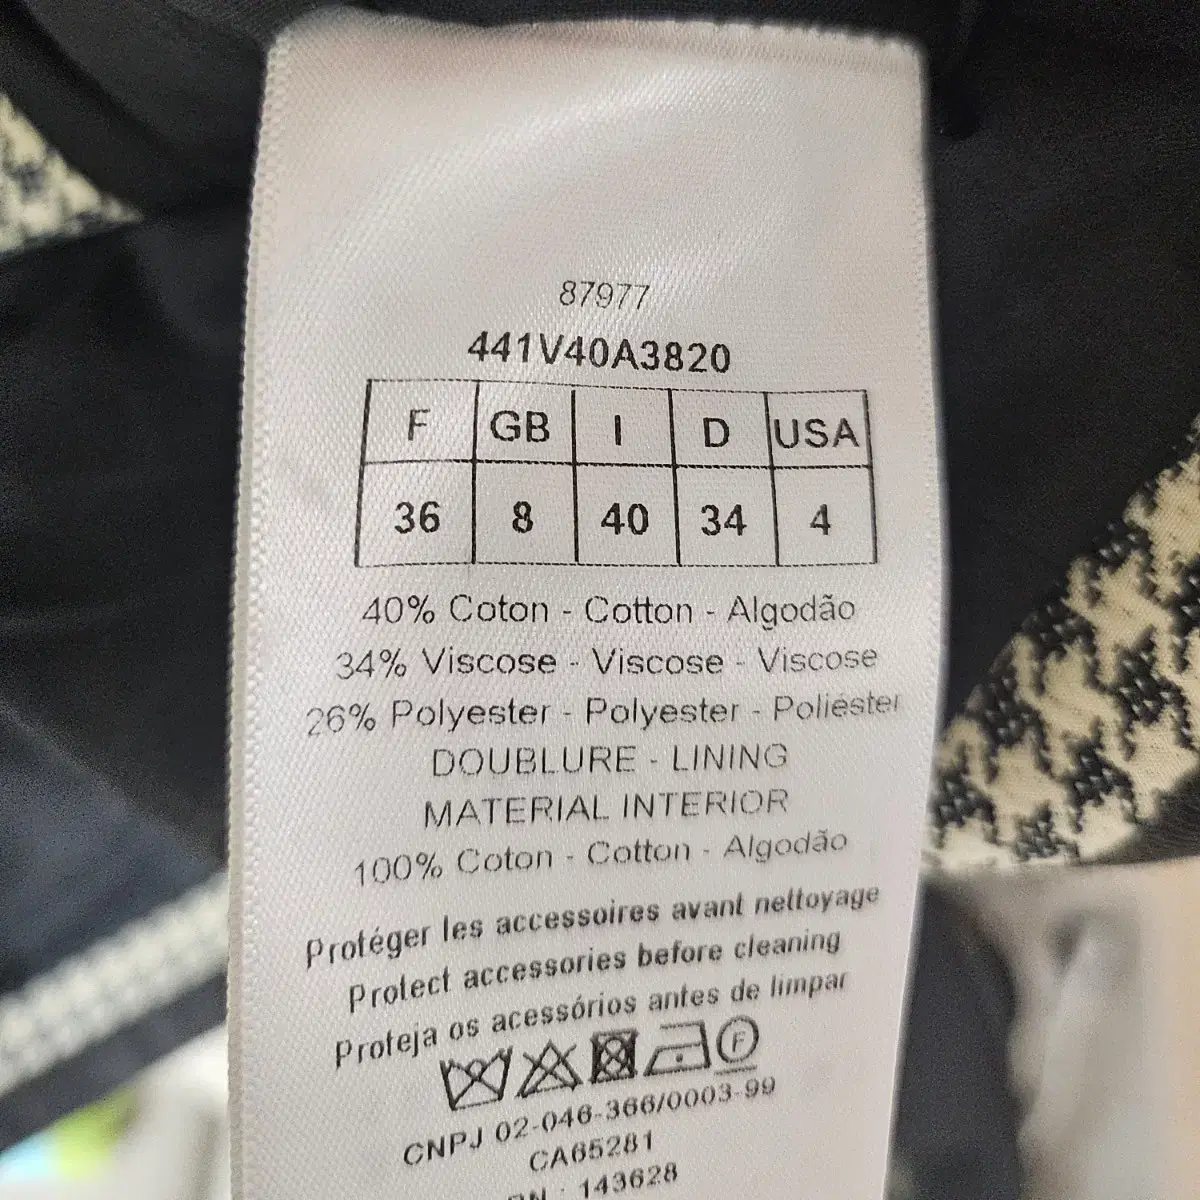 87977
441V40A3820
F GB I D USA
36 8 40 34 4
40% Coton - Cotton - Algodão
34% Viscose - Viscose - Viscose
26% Polyester - Polyester - Poliéster
DOUBLURE - LINING
MATERIAL INTERIOR
100% Coton - Cotton - Algodão
Protéger les accessoires avant nettoyage
Protect accessories before cleaning
Proteja os acessórios antes de limpar
F
CNPJ 02-046-366/0003-99
CA65281
: 143628